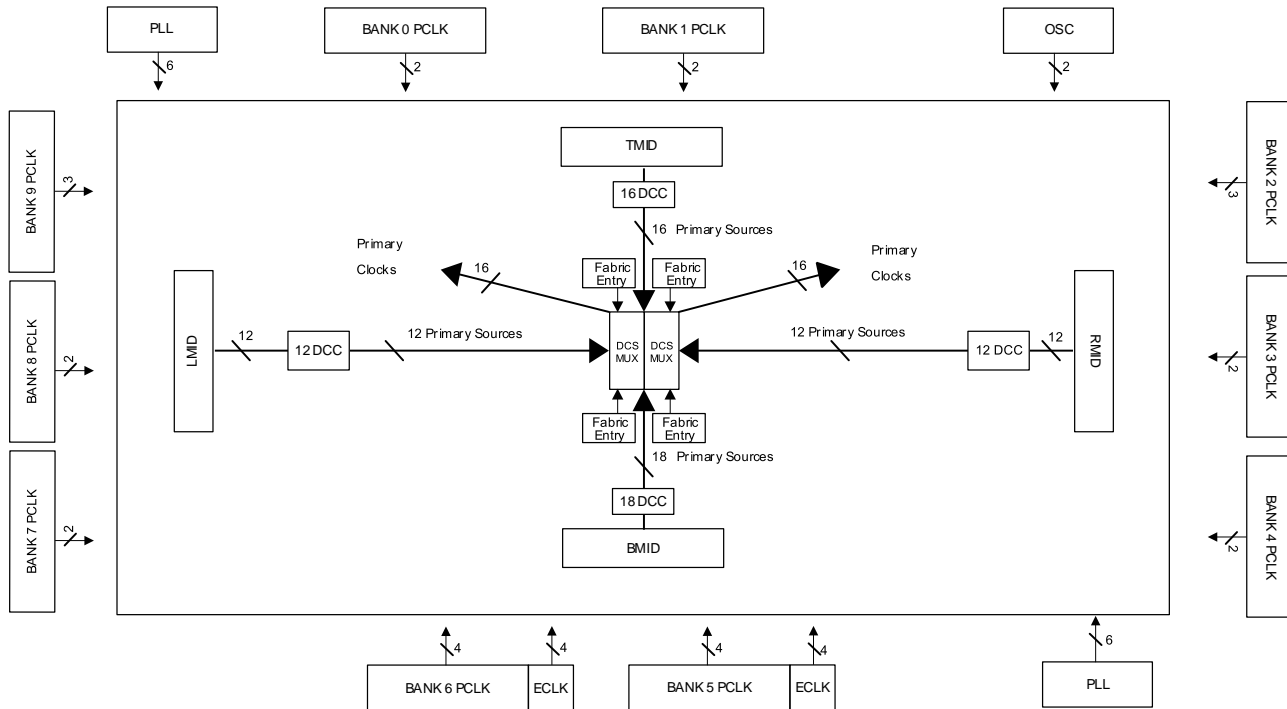 PLL
BANK 0 PCLK
BANK 1 PCLK
OSC
6
2
2
2
BANK 9 PCLK
3
BANK 2 PCLK
3
TMID
16 DCC
16 Primary Sources
Primary
Clocks
16
Fabric
Entry
Fabric
Entry
16
Primary
Clocks
BANK 8 PCLK
2
LMID
12
12 DCC
12 Primary Sources
DCS
MUX
DCS
MUX
12 Primary Sources
12 DCC
12
RMID
2
BANK 3 PCLK
Fabric
Entry
Fabric
Entry
18 Primary Sources
18 DCC
BMID
BANK 7 PCLK
2
2
BANK 4 PCLK
4
4
4
4
6
BANK 6 PCLK
ECLK
BANK 5 PCLK
ECLK
PLL